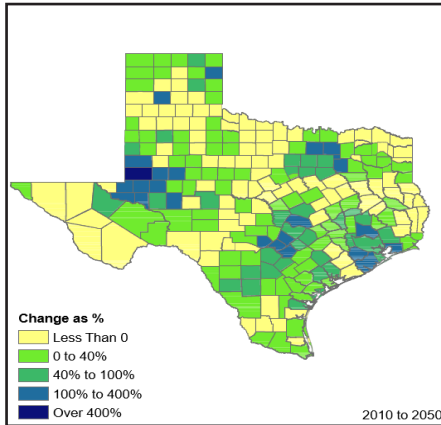 Change as %
Less Than 0
0 to 40%
40% to 100%
100% to 400%
Over 400%
2010 to 2050